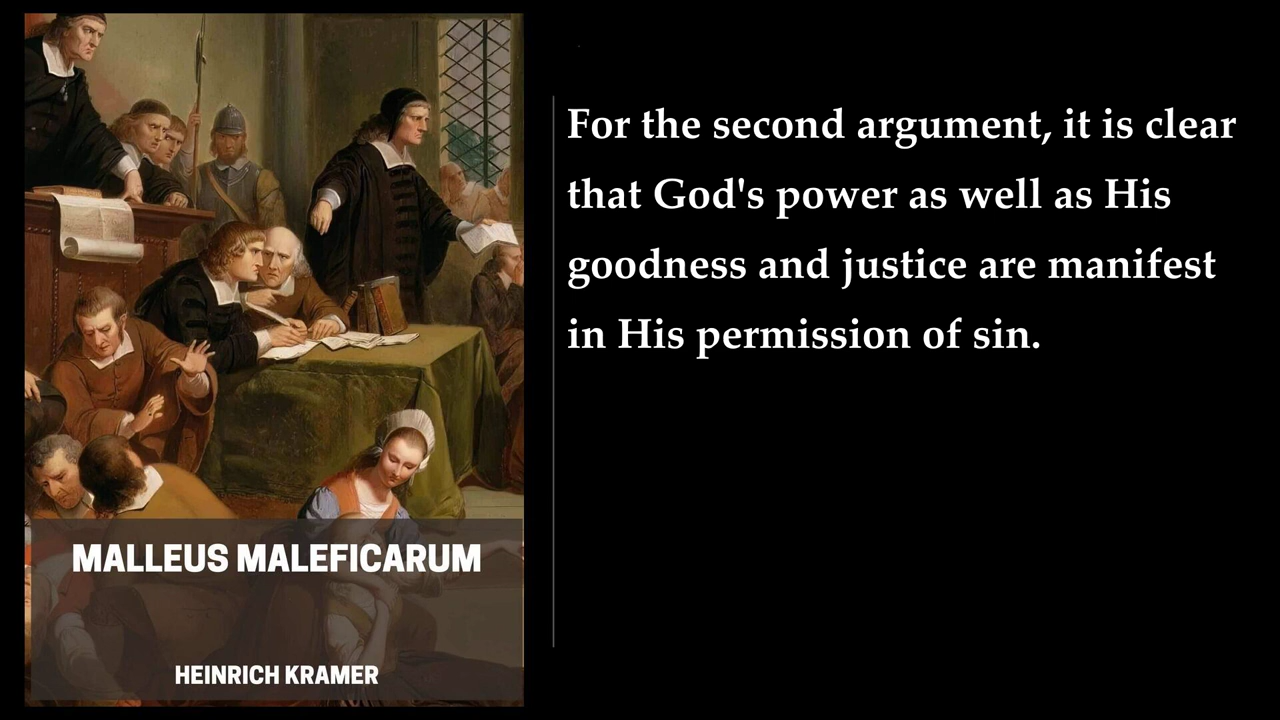 MALLEUS MALEFICARUM
HEINRICH KRAMER
For the second argument, it is clear
that God's power as well as His
goodness and justice are manifest
in His permission of sin.